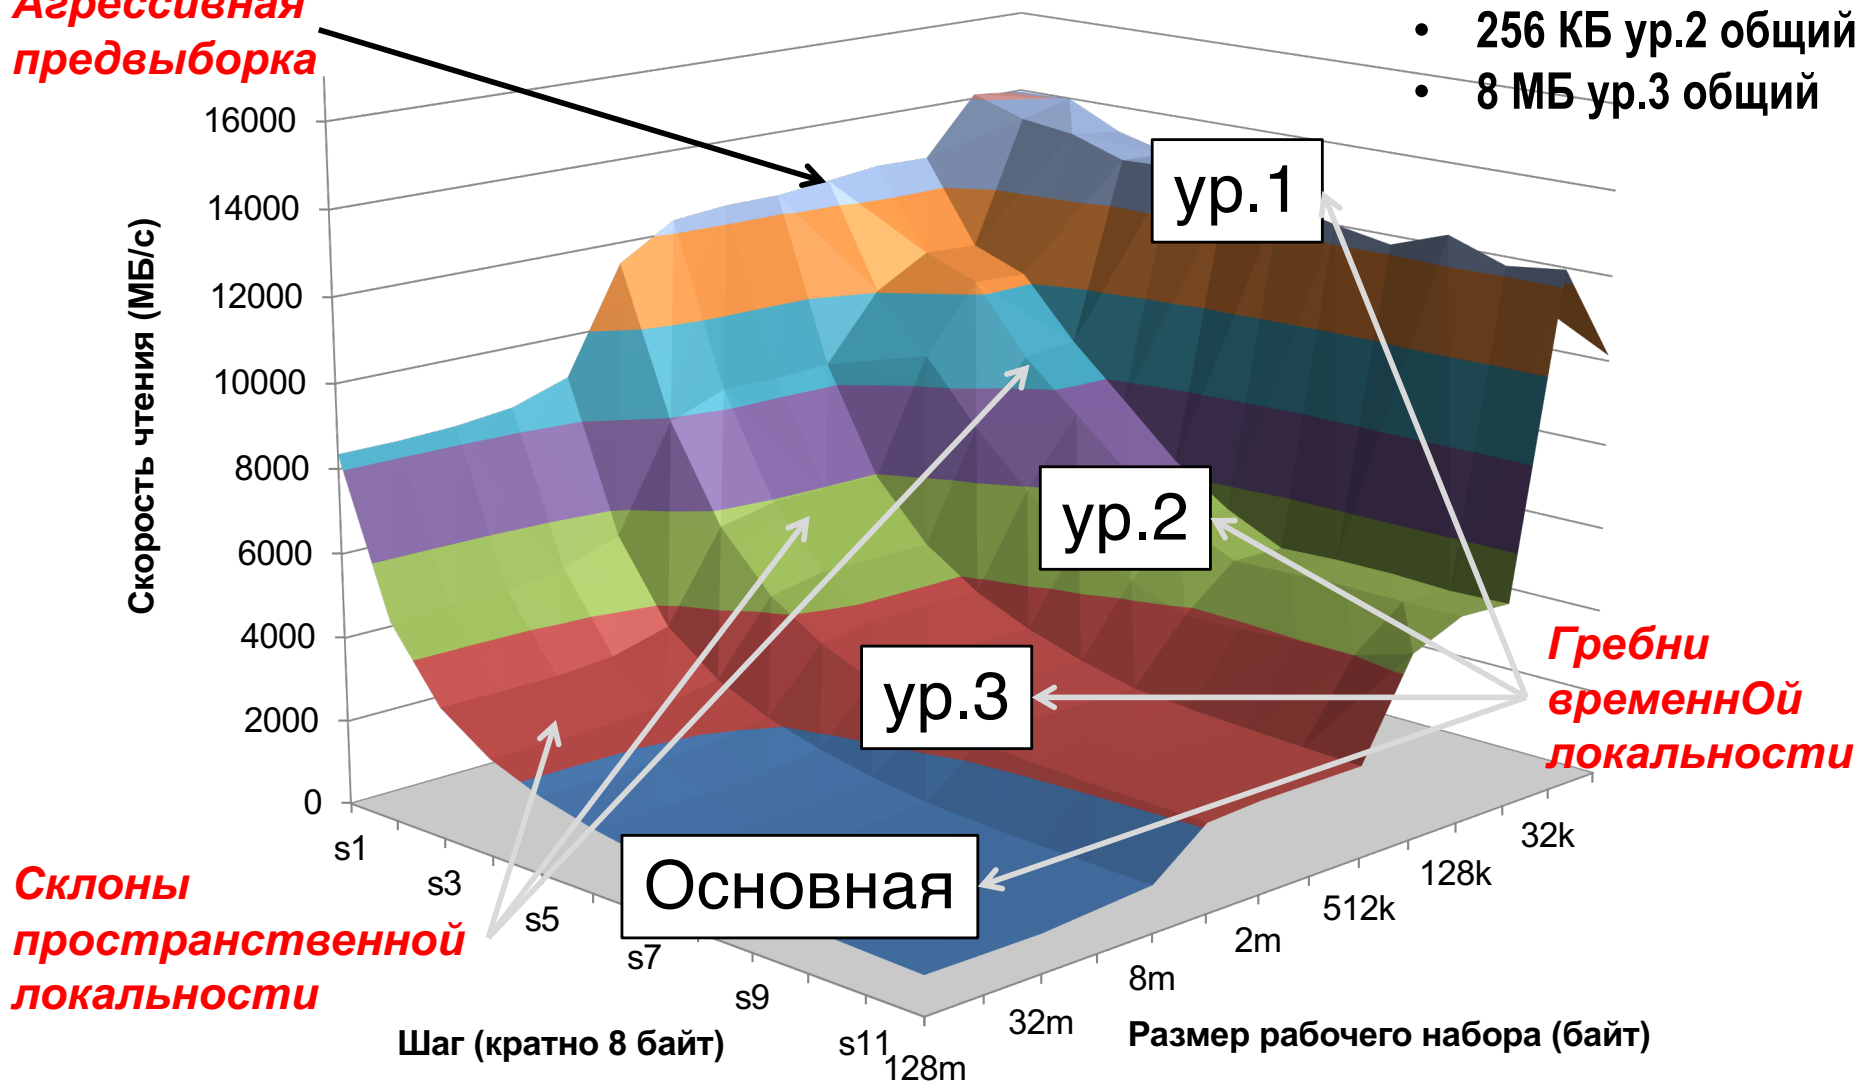 Агрессивная
предвыборка
• 256 КБ ур.2 общий
• 8 МБ ур.3 общий
16000
14000
12000
10000
8000
6000
4000
2000
0
Скорость чтения (МБ/с)
ур.1
ур.2
ур.3
Основная
Гребни
временнОй
локальности
Склоны
пространственной
локальности
s1
s3
s5
s7
s9
s11
Шаг (кратно 8 байт)
128m
32m
8m
2m
512k
128k
32k
Размер рабочего набора (байт)